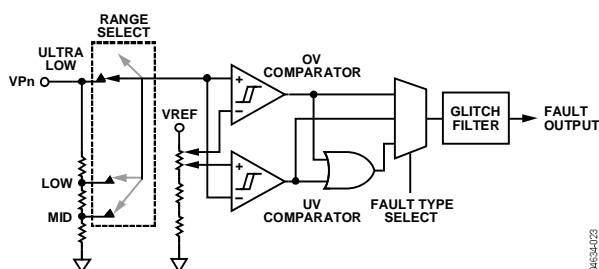 RANGE
SELECT
ULTRA
LOW
VPn
LOW
MID
VREF
OV
COMPARATOR
+
−
+
−
UV
COMPARATOR
FAULT TYPE
SELECT
GLITCH
FILTER
FAULT
OUTPUT
04634-023